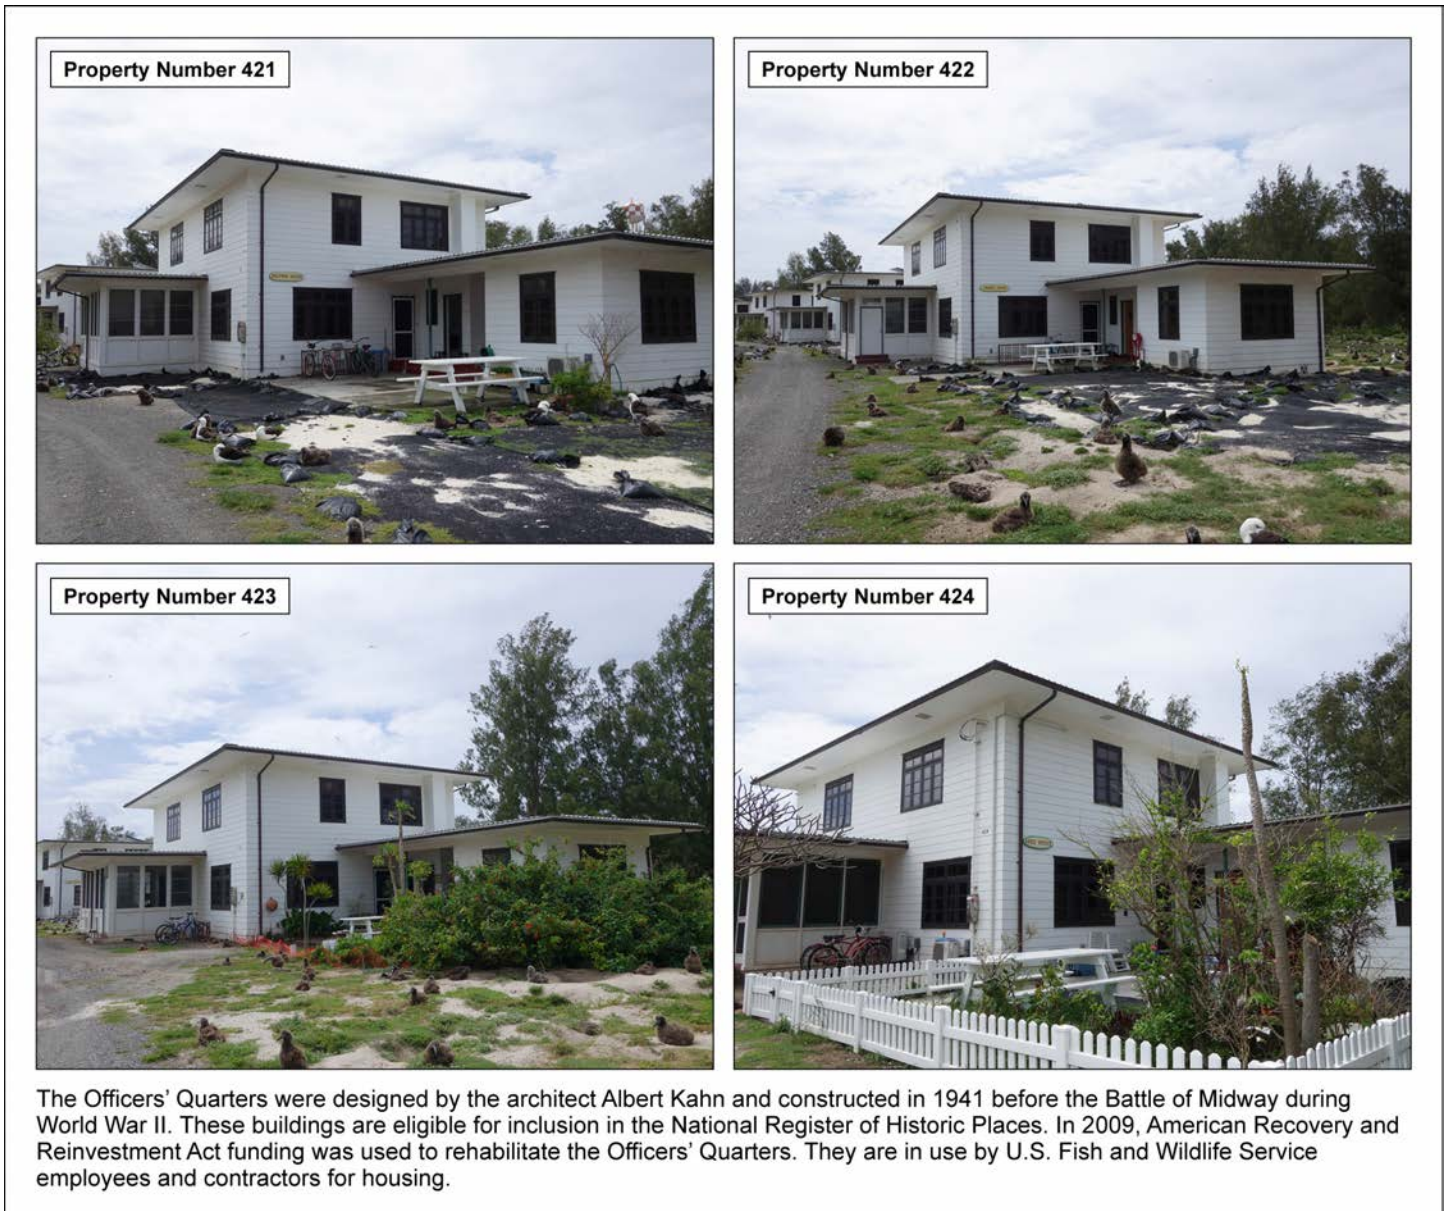 Property Number 421
Property Number 422
Property Number 423
Property Number 424
The Officers' Quarters were designed by the architect Albert Kahn and constructed in 1941 before the Battle of Midway during
World War II. These buildings are eligible for inclusion in the National Register of Historic Places. In 2009, American Recovery and
Reinvestment Act funding was used to rehabilitate the Officers' Quarters. They are in use by U.S. Fish and Wildlife Service
employees and contractors for housing.